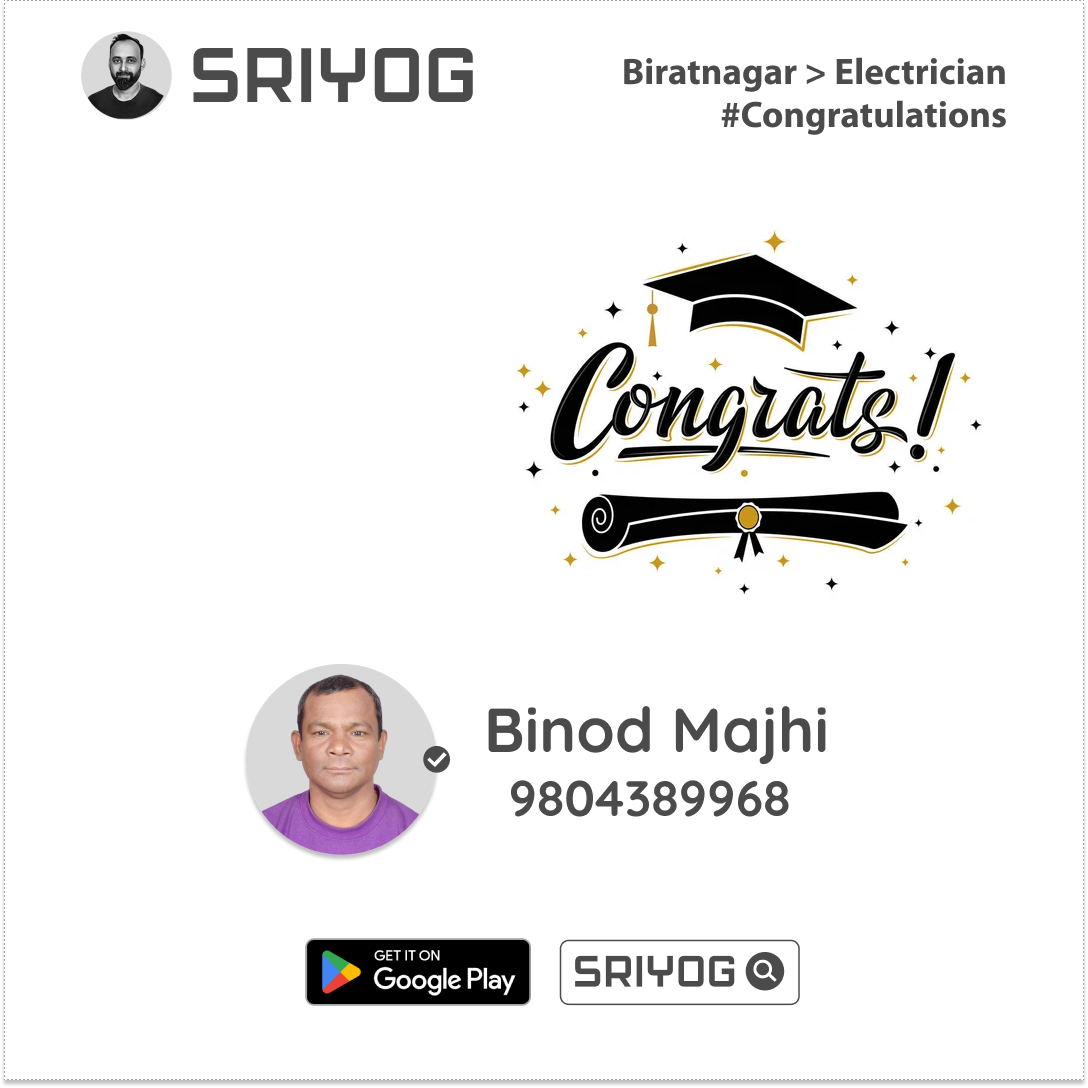 SRIYOG
Biratnagar > Electrician
#Congratulations
Congrats!
Binod Majhi
9804389968
GET IT ON
Google Play
SRIYOG